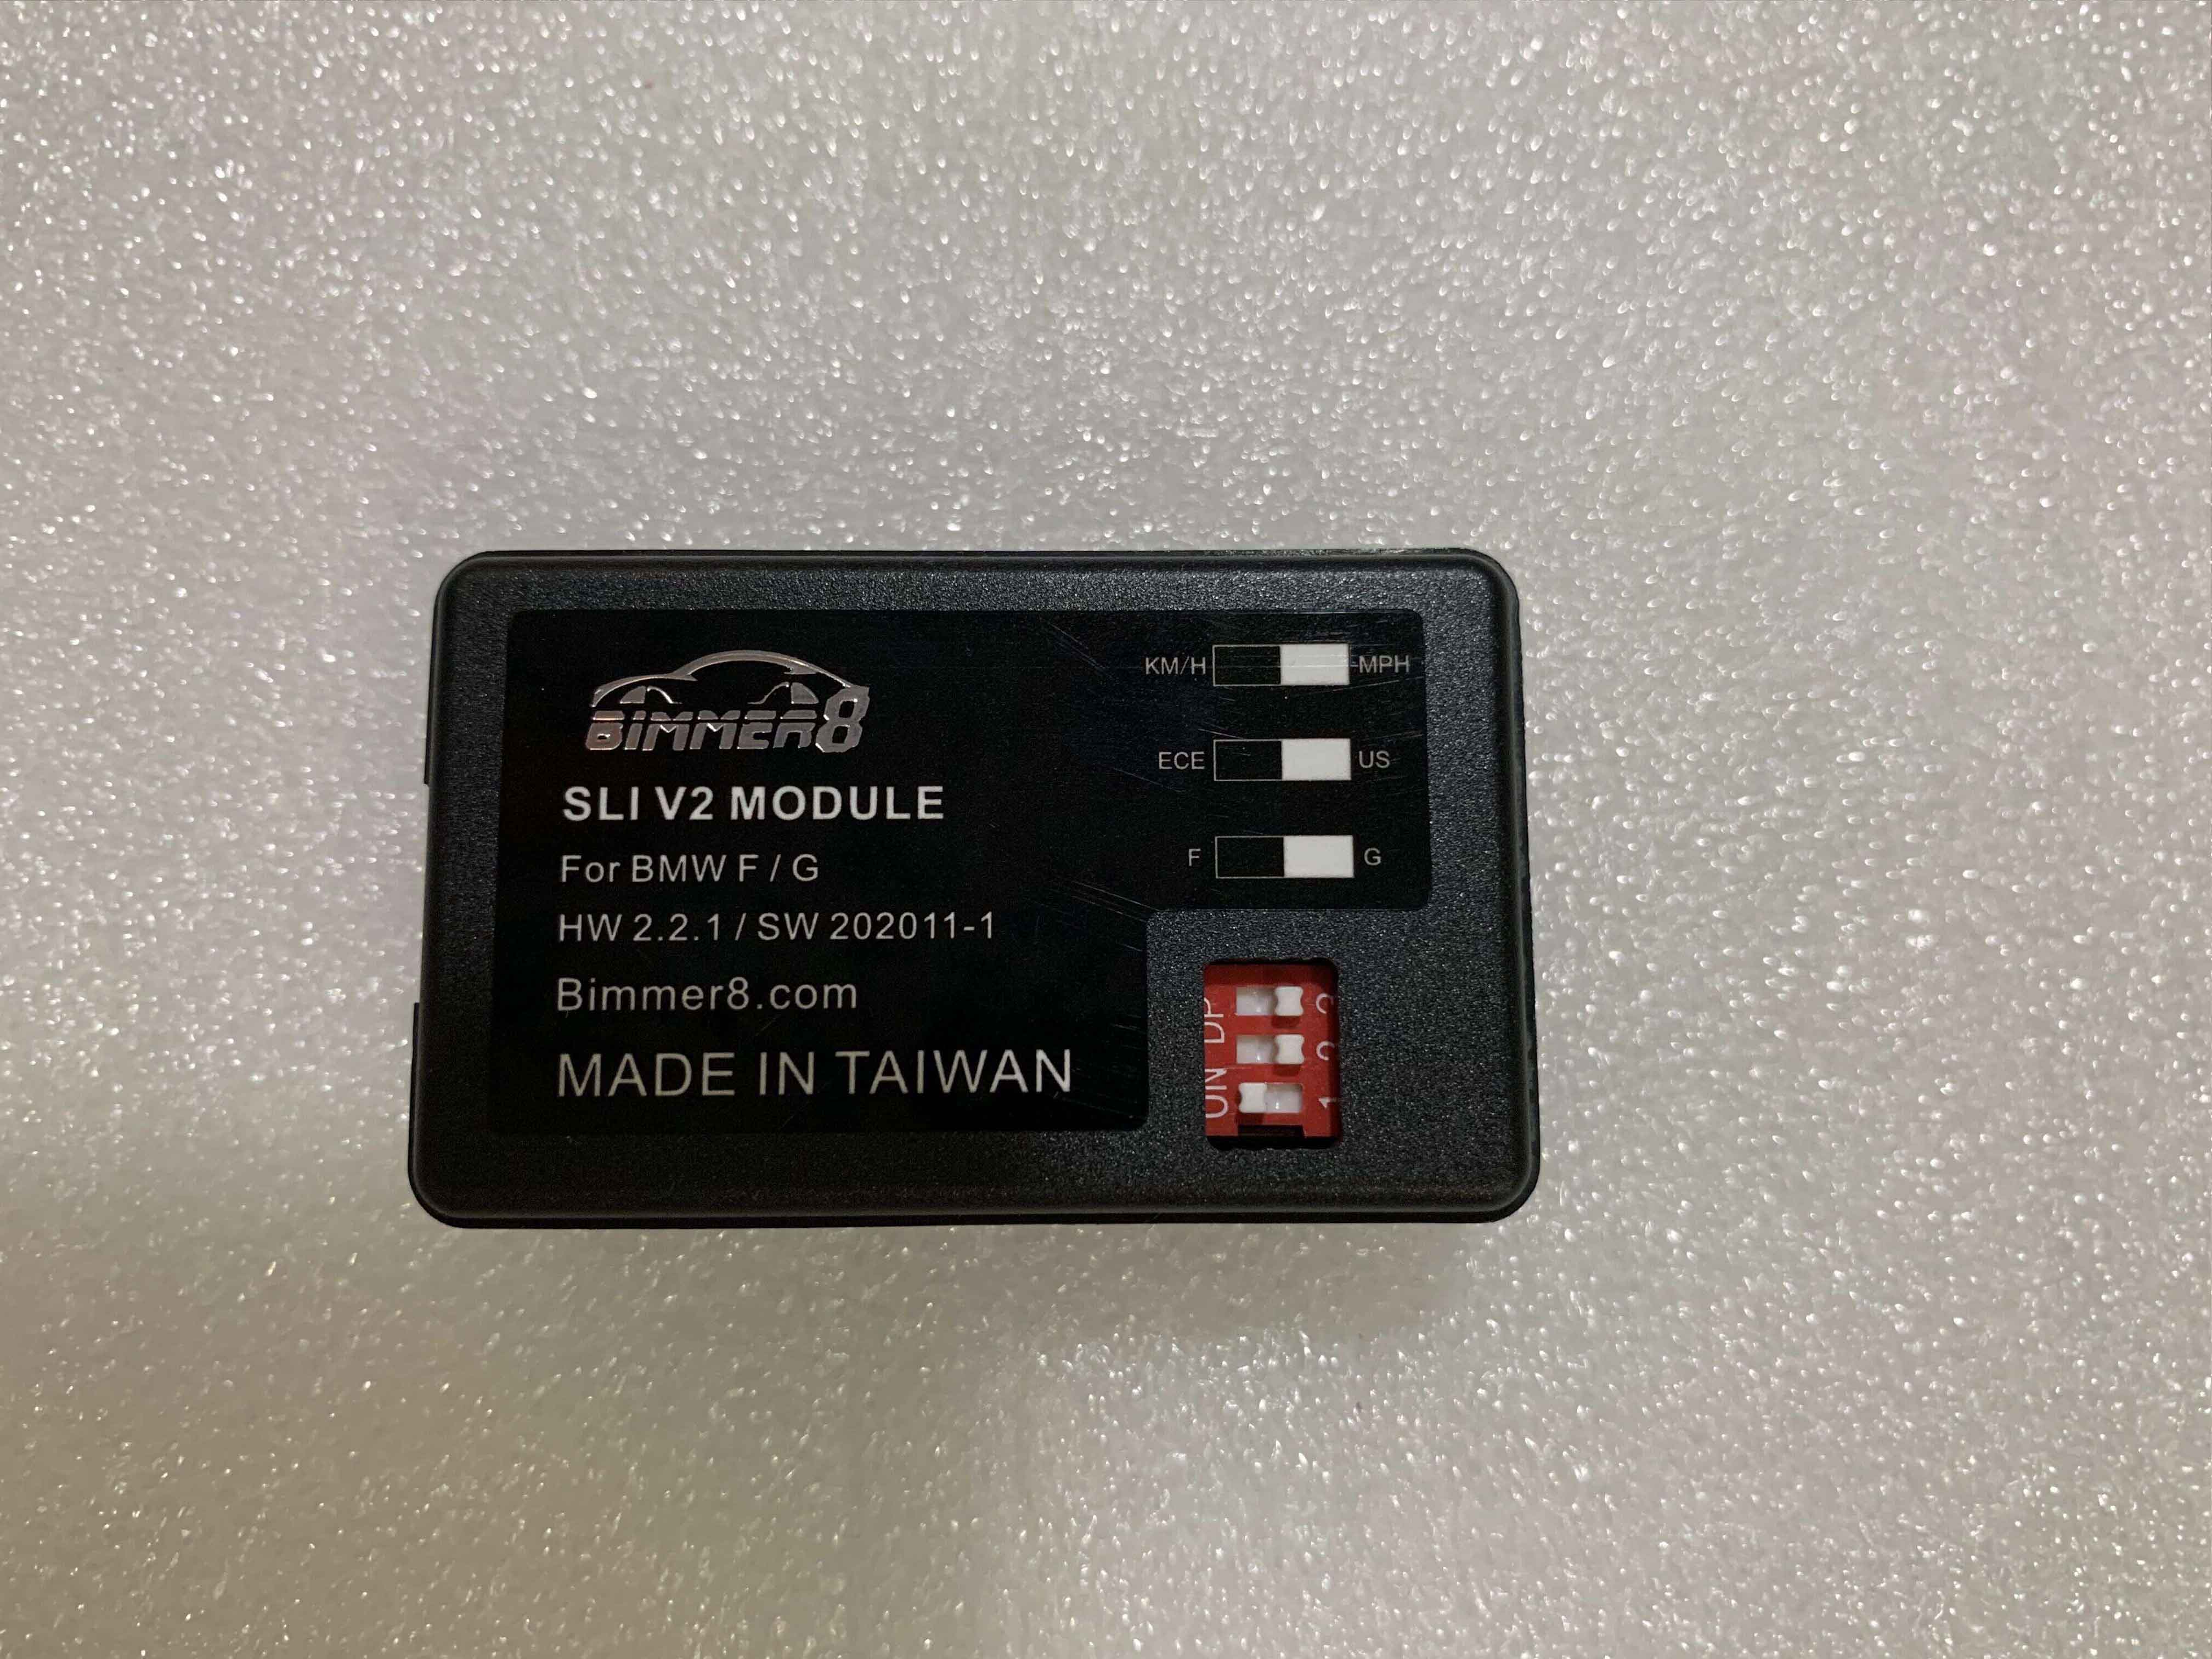 BIMMER8
SLI V2 MODULE
For BMW F / G
HW 2.2.1 / SW 202011-1
Bimmer8.com
MADE IN TAIWAN
KM/H MPH
ECE US
F G
ON DP
1 2 3